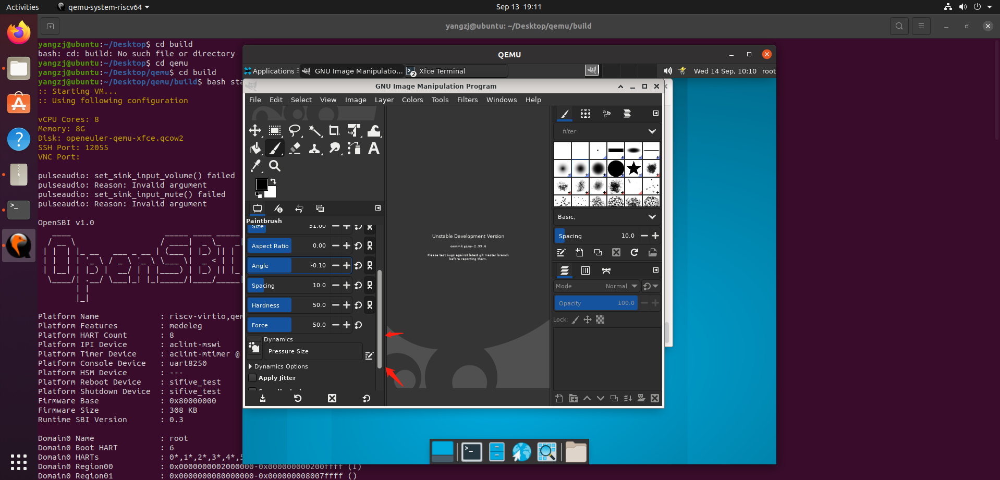 Activities
qemu-system-riscv64
Sep 13 19:11
yangzj@ubuntu: ~/Desktop/qemu/build
yangzj@ubuntu:~/Desktop$ cd build
bash: cd: build: No such file or directory
yangzj@ubuntu:~/Desktop$ cd qemu
yangzj@ubuntu:~/Desktop/qemu$ cd build
yangzj@ubuntu:~/Desktop/qemu/build$ bash sta
:: Starting VM...
:: Using following configuration
vCPU Cores: 8
Memory: 8G
Disk: openeuler-qemu-xfce.qcow2
SSH Port: 12055
VNC Port:
pulseaudio: set_sink_input_volume() failed
pulseaudio: Reason: Invalid argument
pulseaudio: set_sink_input_mute() failed
pulseaudio: Reason: Invalid argument
OpenSBI v1.0
Platform Name : riscv-virtio,qem
Platform Features : medeleg
Platform HART Count : 8
Platform IPI Device : aclint-mswi
Platform Timer Device : aclint-mtimer @
Platform Console Device : uart8250
Platform HSM Device : ---
Platform Reboot Device : sifive_test
Platform Shutdown Device : sifive_test
Firmware Base : 0x80000000
Firmware Size : 308 KB
Runtime SBI Version : 0.3
Domain0 Name : root
Domain0 Boot HART : 6
Domain0 HARTs : 0*,1*,2*,3*,4*,5
Domain0 Region00 : 0x0000000002000000-0x000000000200ffff (I)
Domain0 Region01 : 0x0000000080000000-0x000000008007ffff ()
QEMU
Applications
GNU Image Manipulatio...
2
Xfce Terminal
Wed 14 Sep, 10:10
root
GNU Image Manipulation Program
File Edit Select View Image Layer Colors Tools Filters Windows Help
Paintbrush
Size 51.00
Aspect Ratio 0.00
Angle -0.10
Spacing 10.0
Hardness 50.0
Force 50.0
Dynamics
Pressure Size
Dynamics Options
Apply Jitter
Unstable Development Version
commit gimp-2.99.6
Please test bugs against latest git master branch
before reporting them.
filter
Basic,
Spacing 10.0
Mode Normal
Opacity 100.0
Lock: